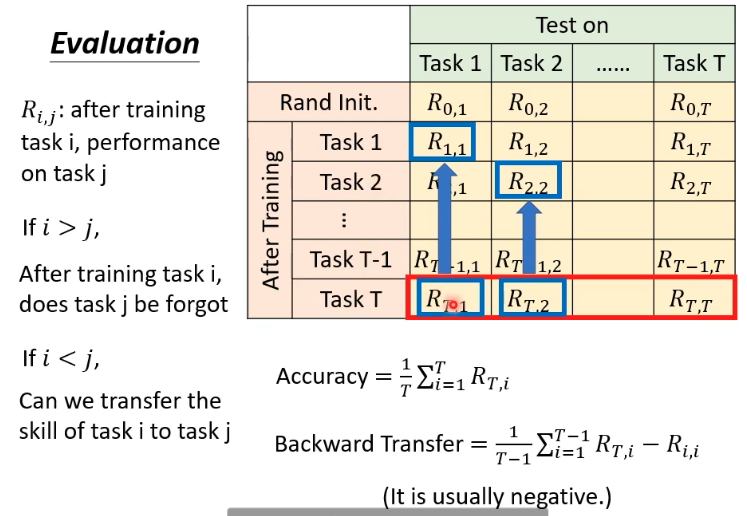 Evaluation
R_{i,j}: after training
task i, performance
on task j
If i > j,
After training task i,
does task j be forgot
If i < j,
Can we transfer the
skill of task i to task j
Test on
Task 1 Task 2 …… Task T
Rand Init. R_{0,1} R_{0,2} R_{0,T}
After Training
Task 1 R_{1,1} R_{1,2} R_{1,T}
Task 2 R_{2,2} R_{2,T}
⋮
Task T-1 R_{T-1,1} R_{T-1,2} R_{T-1,T}
Task T R_{T,1} R_{T,2} R_{T,T}
Accuracy = \frac{1}{T} \sum_{i=1}^{T} R_{T,i}
Backward Transfer = \frac{1}{T-1} \sum_{i=1}^{T-1} R_{T,i} − R_{i,i}
(It is usually negative.)